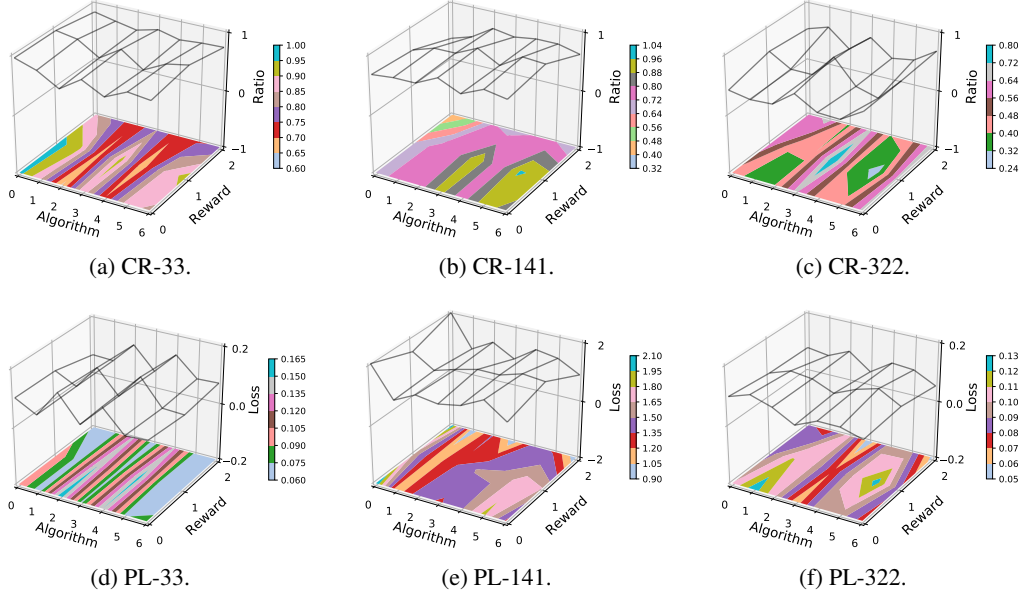 1
0
−1
Ratio
1.00
0.95
0.90
0.85
0.80
0.75
0.70
0.65
0.60
0 1 2 3 4 5 6
Algorithm
0 1 2
Reward
(a) CR-33.
1
0
−1
Ratio
1.04
0.96
0.88
0.80
0.72
0.64
0.56
0.48
0.40
0.32
0 1 2 3 4 5 6
Algorithm
0 1 2
Reward
(b) CR-141.
1
0
−1
Ratio
0.80
0.72
0.64
0.56
0.48
0.40
0.32
0.24
0 1 2 3 4 5 6
Algorithm
0 1 2
Reward
(c) CR-322.
0.2
0.0
−0.2
Loss
0.165
0.150
0.135
0.120
0.105
0.090
0.075
0.060
0 1 2 3 4 5 6
Algorithm
0 1 2
Reward
(d) PL-33.
2
0
−2
Loss
2.10
1.95
1.80
1.65
1.50
1.35
1.20
1.05
0.90
0 1 2 3 4 5 6
Algorithm
0 1 2
Reward
(e) PL-141.
0.2
0.0
−0.2
Loss
0.13
0.12
0.11
0.10
0.09
0.08
0.07
0.06
0.05
0 1 2 3 4 5 6
Algorithm
0 1 2
Reward
(f) PL-322.